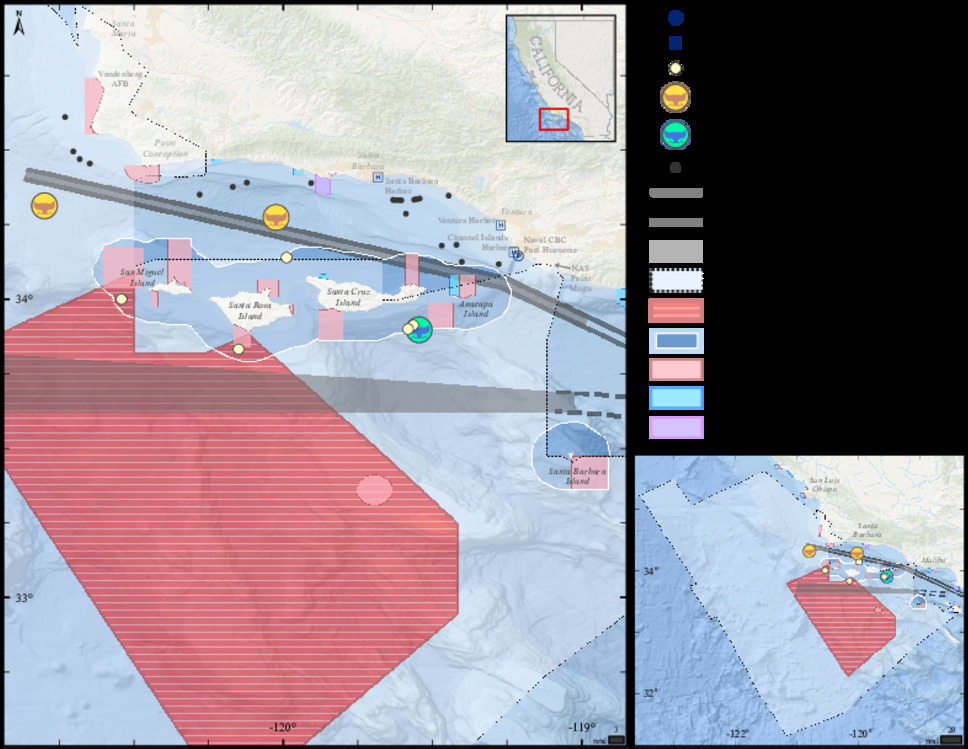 N
Santa
Maria
Vandenberg
AFB
Point
Conception
CALIFORNIA
Santa
Barbara
Santa Barbara
Harbor
Ventura
Ventura Harbor
Channel Islands
Harbor
Naval CBC
Port Hueneme
NAS
Point
Mugu
San Miguel
Island
Santa Rosa
Island
Santa Cruz
Island
Anacapa
Island
34°
Santa Barbara
Island
33°
-120°
-119°
San Luis
Obispo
Santa
Barbara
Malibu
34°
32°
-122°
-120°